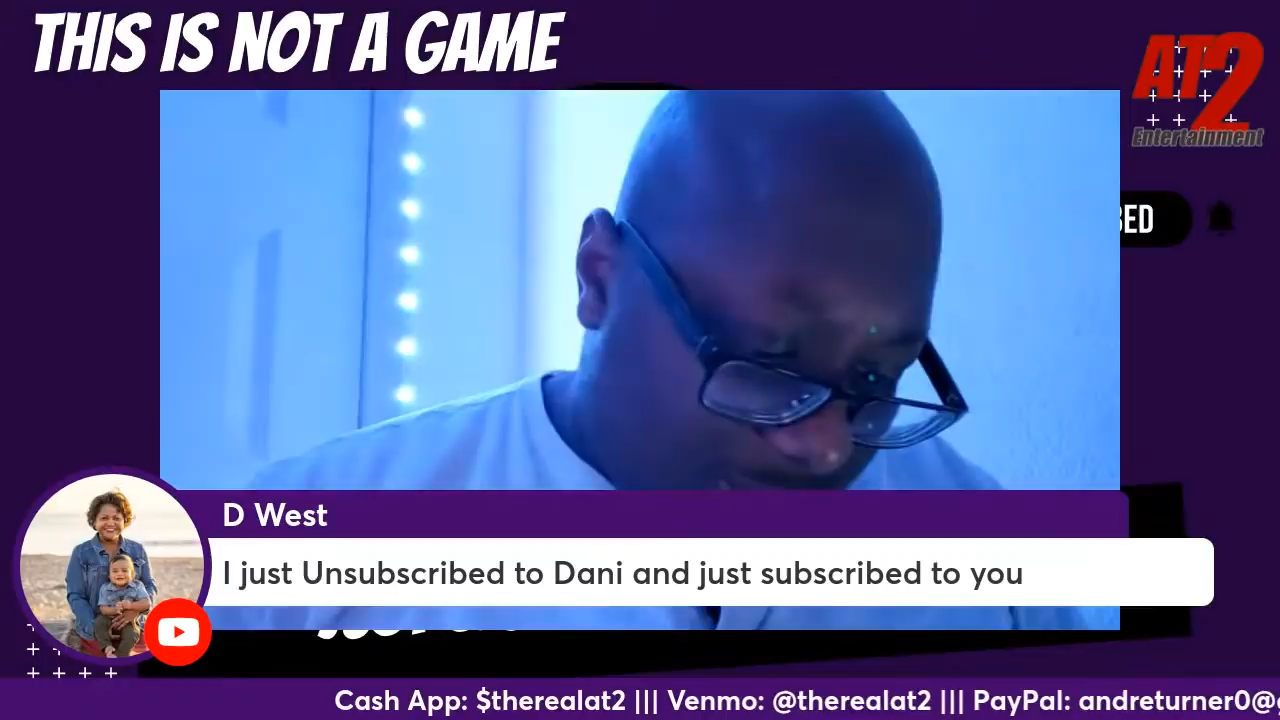 THIS IS NOT A GAME
AT2
Entertainment
D West
I just Unsubscribed to Dani and just subscribed to you
Cash App: $therealat2 ||| Venmo: @therealat2 ||| PayPal: andreturner0@